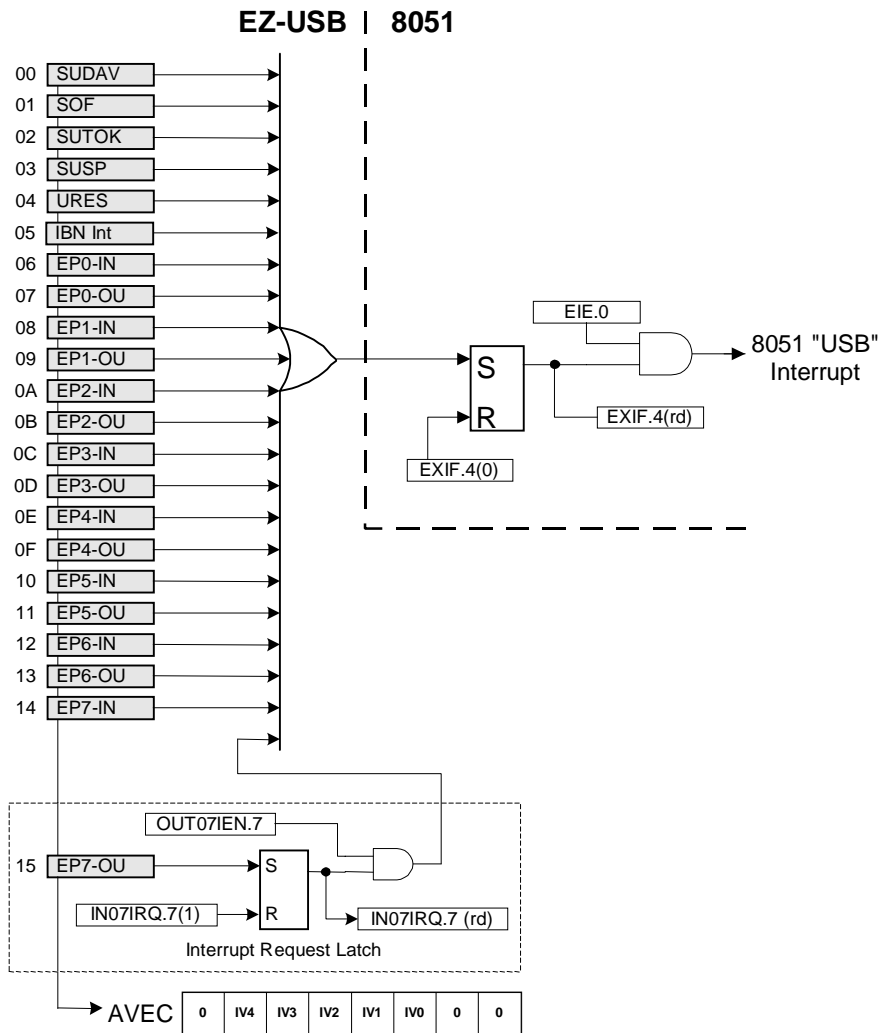 EZ-USB 8051
00 SUDAV
01 SOF
02 SUTOK
03 SUSP
04 URES
05 IBN Int
06 EP0-IN
07 EP0-OU
08 EP1-IN
09 EP1-OU
0A EP2-IN
0B EP2-OU
0C EP3-IN
0D EP3-OU
0E EP4-IN
0F EP4-OU
10 EP5-IN
11 EP5-OU
12 EP6-IN
13 EP6-OU
14 EP7-IN
EIE.0
S
R
8051 "USB"
Interrupt
EXIF.4(rd)
EXIF.4(0)
OUT07IEN.7
15 EP7-OU
S
IN07IRQ.7(1)
R
IN07IRQ.7 (rd)
Interrupt Request Latch
AVEC 0 IV4 IV3 IV2 IV1 IV0 0 0